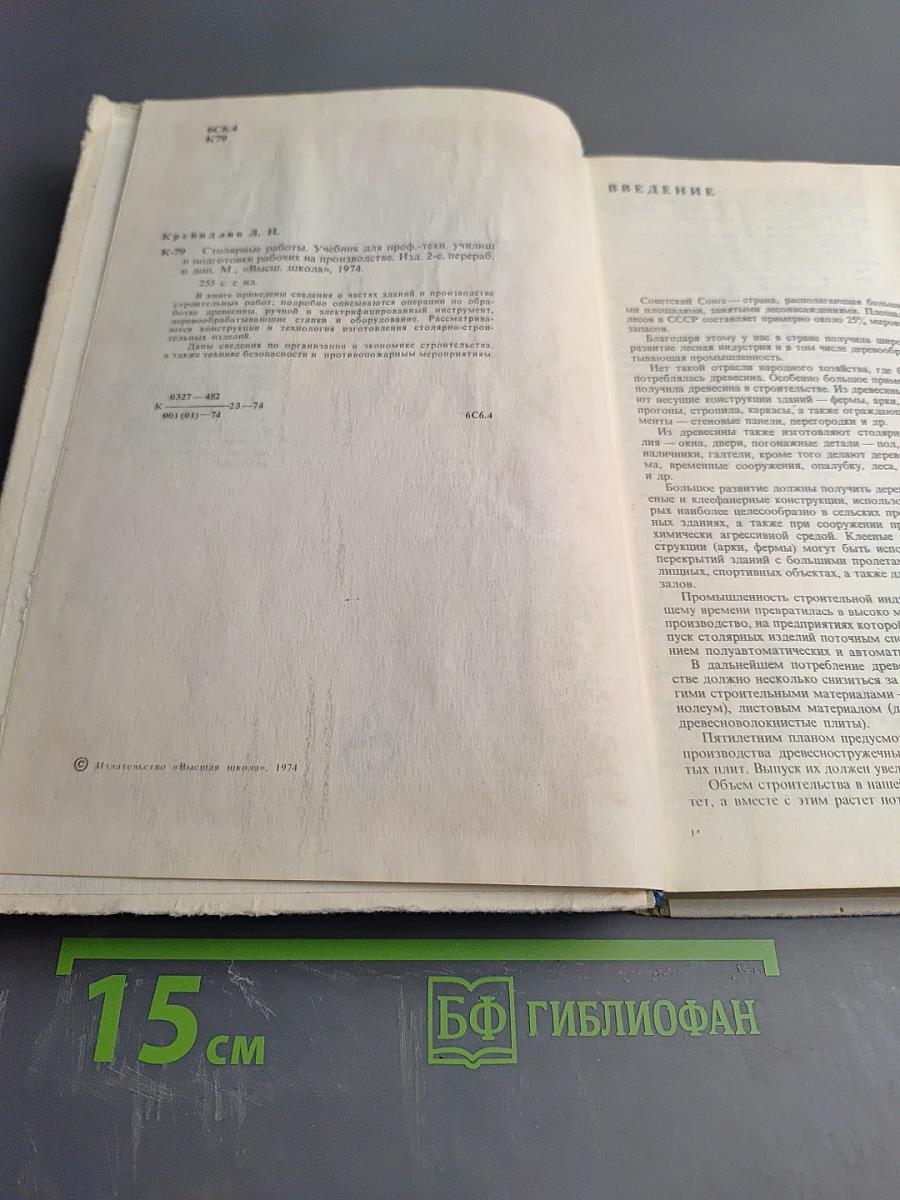 6С6.4
К79
К-79 Столярные работы. Учебник для проф.-техн. училищ
и подготовки рабочих на производстве. Изд. 2-е, перераб.
и доп. М., «Высш. школа», 1974.
255 с. с ил.
В книге приведены сведения о частях зданий и производстве
строительных работ; подробно описываются операции по обра-
ботке древесины, ручной и электрифицированный инструмент,
деревообрабатывающие станки и оборудование. Рассматрива-
ются конструкции и технология изготовления столярно-строи-
тельных изделий.
Даны сведения по организации и экономике строительства,
а также технике безопасности и противопожарным мероприятиям.
0327—482
К 23—74
001 (01)—74
6С6.4
© Издательство «Высшая школа», 1974
ВВЕДЕНИЕ
Советский Союз — страна, располагающая больши
ми площадями, занятыми лесонасаждениями. Площад
лесов в СССР составляет примерно около 25% миров
запасов.
Благодаря этому у нас в стране получила широ
развитие лесная индустрия и в том числе деревообр
тывающая промышленность.
Нет такой отрасли народного хозяйства, где б
потреблялась древесина. Особенно большое приме
получила древесина в строительстве. Из древесины
ют несущие конструкции зданий — фермы, арки,
прогоны, стропила, каркасы, а также ограждающ
менты — стеновые панели, перегородки и др.
Из древесины также изготовляют столярн
лия — окна, двери, погонажные детали — пол,
наличники, галтели, кроме того делают дерев
ма, временные сооружения, опалубку, леса,
и др.
Большое развитие должны получить дере
еные и клеефанерные конструкции, использ
рых наиболее целесообразно в сельских пр
ных зданиях, а также при сооружении пр
химически агрессивной средой. Клееные
струкции (арки, фермы) могут быть испо
перекрытий зданий с большими пролетам
лищных, спортивных объектах, а также дл
залов.
Промышленность строительной инду
щему времени превратилась в высоко м
производство, на предприятиях которой
пуск столярных изделий поточным спо
нием полуавтоматических и автомат
В дальнейшем потребление древе
стве должно несколько снизиться за
гими строительными материалами —
нолеум), листовым материалом (д
древесноволокнистые плиты).
Пятилетним планом предусмот
производства древесностружечны
тых плит. Выпуск их должен увел
Объем строительства в нашей
тет, а вместе с этим растет пот
1*
15 см
БФ ГИБЛИОФАН